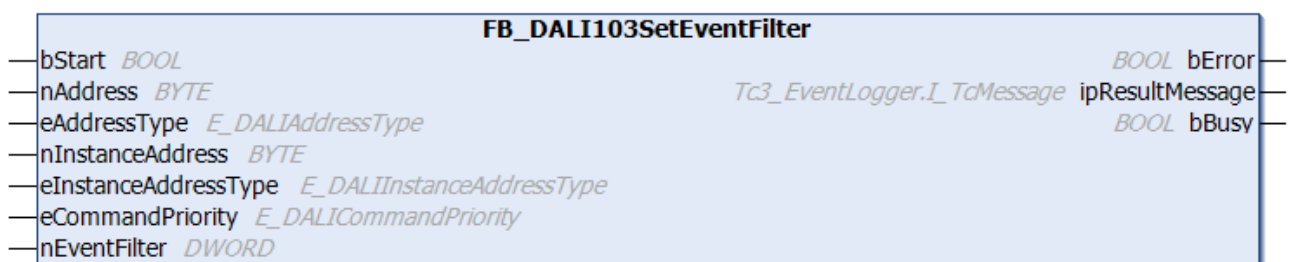 FB_DALI103SetEventFilter
bStart BOOL BOOL bError
nAddress BYTE Tc3_EventLogger.I_TcMessage ipResultMessage
eAddressType E_DALIAddressType BOOL bBusy
nInstanceAddress BYTE
eInstanceAddressType E_DALIInstanceAddressType
eCommandPriority E_DALICommandPriority
nEventFilter DWORD